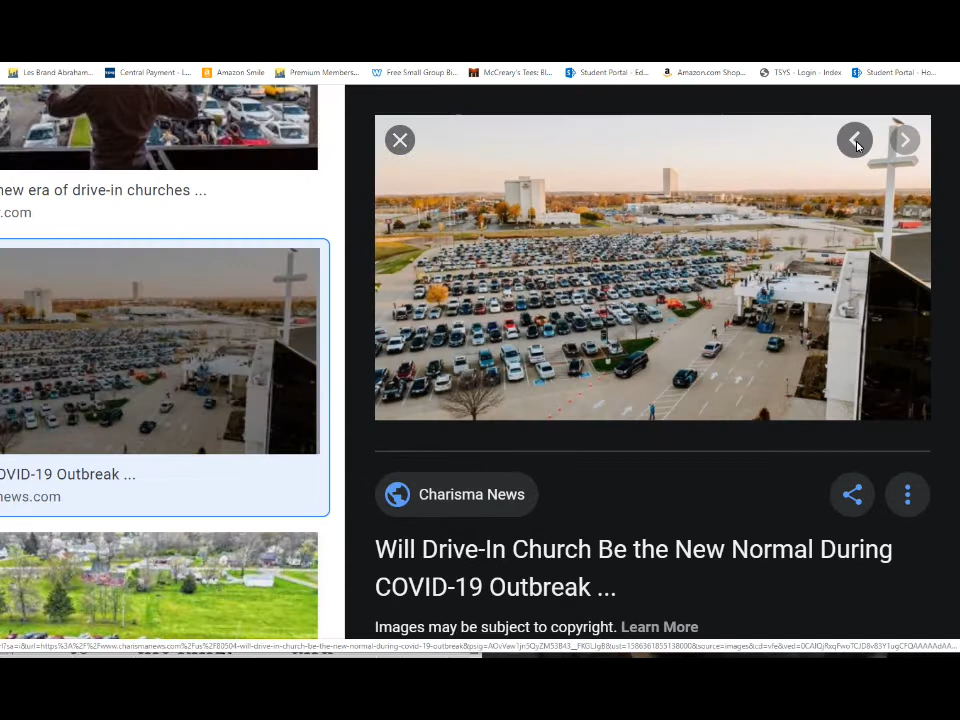 Les Brand Abraham... Central Payment - L... Amazon Smile Premium Members... Free Small Group Bi... McCreary's Tees: Bl... Student Portal - Ed... Amazon.com Shop... TSYS - Login - Index Student Portal - Ho...
new era of drive-in churches ...
.com
OVID-19 Outbreak ...
news.com
Charisma News
Will Drive-In Church Be the New Normal During
COVID-19 Outbreak ...
Images may be subject to copyright. Learn More